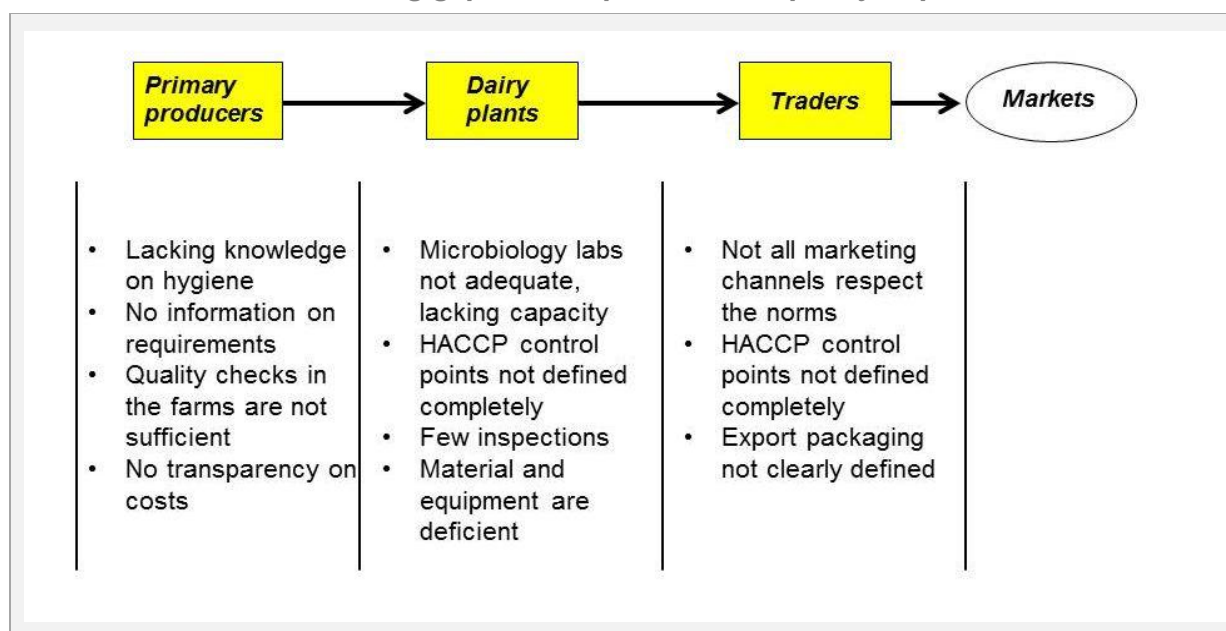 Primary
producers
Dairy
plants
Traders
Markets
• Lacking knowledge
on hygiene
• No information on
requirements
• Quality checks in
the farms are not
sufficient
• No transparency on
costs
• Microbiology labs
not adequate,
lacking capacity
• HACCP control
points not defined
completely
• Few inspections
• Material and
equipment are
deficient
• Not all marketing
channels respect
the norms
• HACCP control
points not defined
completely
• Export packaging
not clearly defined